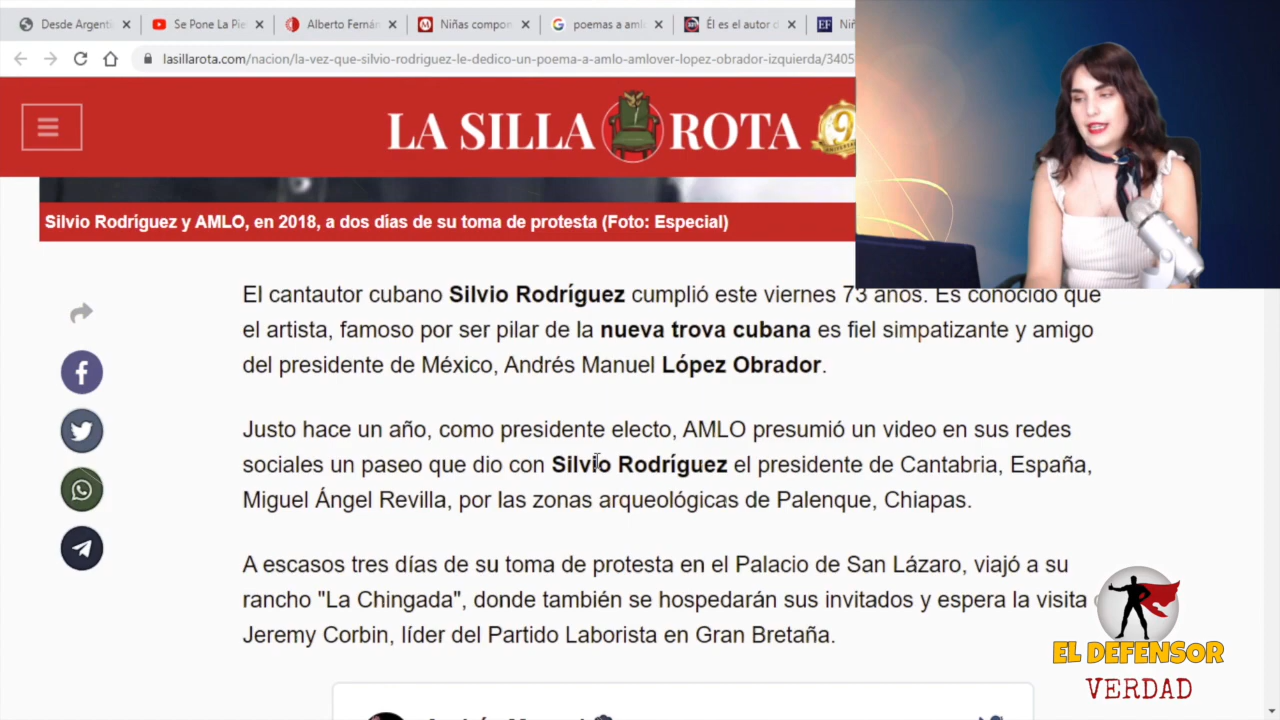 Desde Argenti
Se Pone La Pie
Alberto Fernán
Niñas compon
poemas a aml
Él es el autor d
EF
Niñ
lasillarota.com/nacion/la-vez-que-silvio-rodriguez-le-dedico-un-poema-a-amlo-amlover-lopez-obrador-izquierda/3405
LA SILLA ROTA
9
Silvio Rodríguez y AMLO, en 2018, a dos días de su toma de protesta (Foto: Especial)
El cantautor cubano Silvio Rodríguez cumplió este viernes 73 años. Es conocido que
el artista, famoso por ser pilar de la nueva trova cubana es fiel simpatizante y amigo
del presidente de México, Andrés Manuel López Obrador.
Justo hace un año, como presidente electo, AMLO presumió un video en sus redes
sociales un paseo que dio con Silvio Rodríguez el presidente de Cantabria, España,
Miguel Ángel Revilla, por las zonas arqueológicas de Palenque, Chiapas.
A escasos tres días de su toma de protesta en el Palacio de San Lázaro, viajó a su
rancho "La Chingada", donde también se hospedarán sus invitados y espera la visita
Jeremy Corbin, líder del Partido Laborista en Gran Bretaña.
EL DEFENSOR
VERDAD